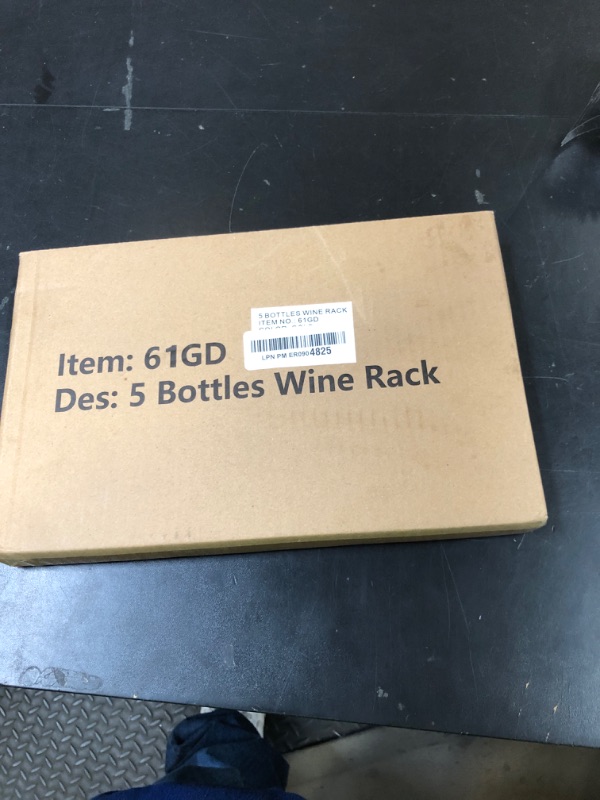 5 BOTTLES WINE RACK
ITEM NO.: 61GD
LPN PM ER0904825
Item: 61GD
Des: 5 Bottles Wine Rack